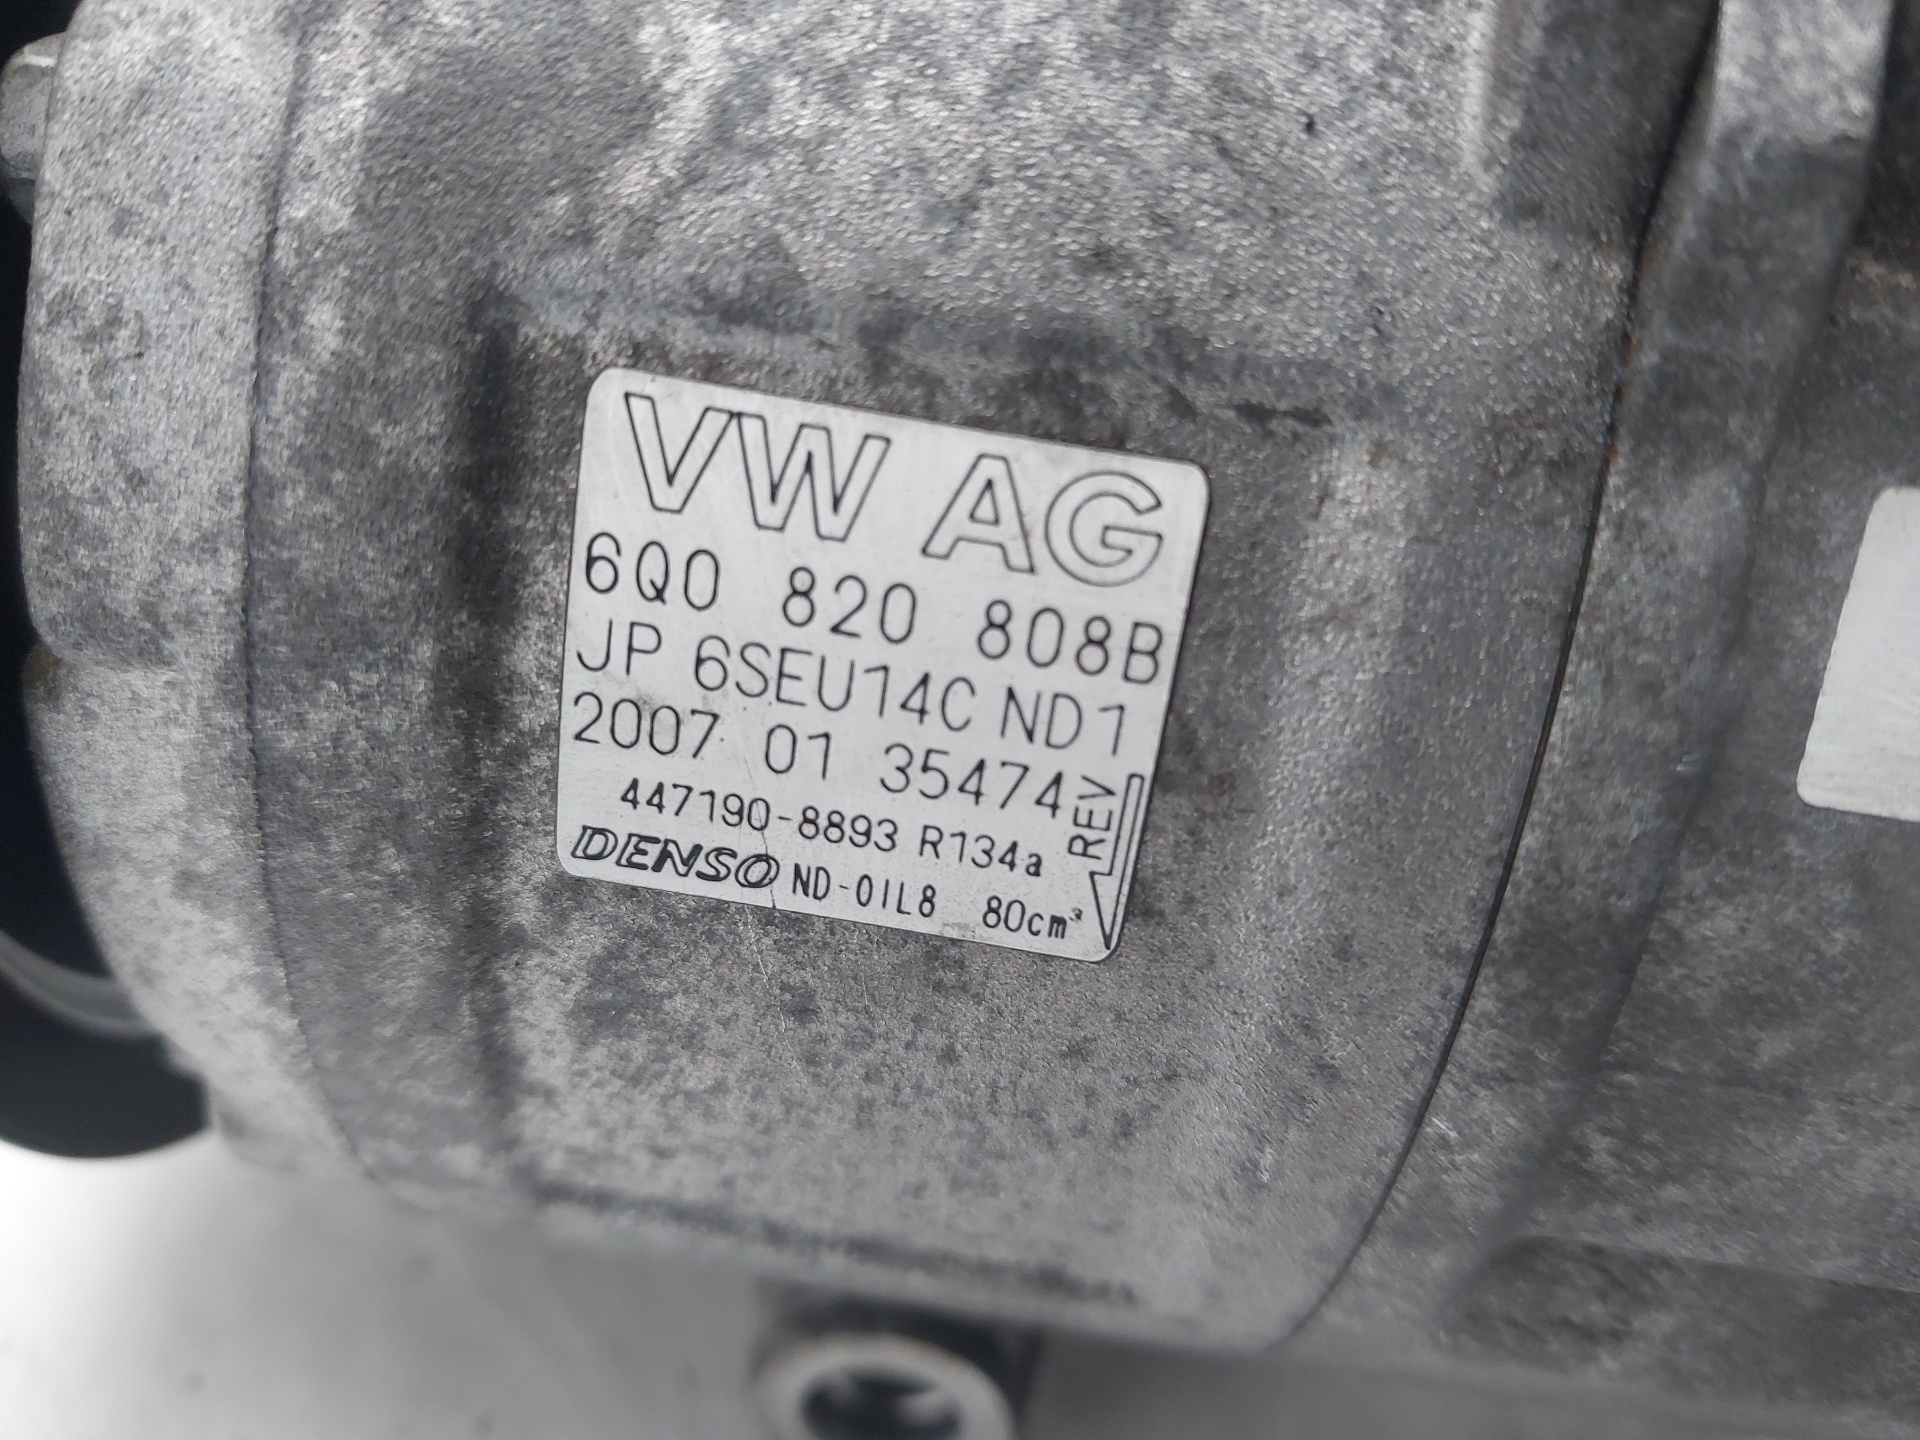 VW AG
6Q0 820 808B
JP 6SEU14C ND1
2007 01 35474
447190-8893 R134a
DENSO ND-OIL8 80cm³
REV